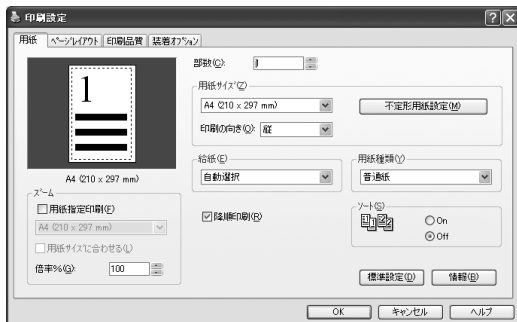 印刷設定
用紙 ページレイアウト 印刷品質 装着オプション
1
A4 (210 x 297 mm)
ズーム
用紙指定印刷(F)
A4 (210 x 297 mm)
用紙サイズに合わせる(L)
倍率%(G): 100
部数(C): 1
用紙サイズ(Z)
A4 (210 x 297 mm) 不定形用紙設定(M)
印刷の向き(O): 縦
給紙(E)
自動選択
用紙種類(Y)
普通紙
降順印刷(R)
ソート(S)
1 1 2 2
On
Off
標準設定(D) 情報(B)
OK キャンセル ヘルプ